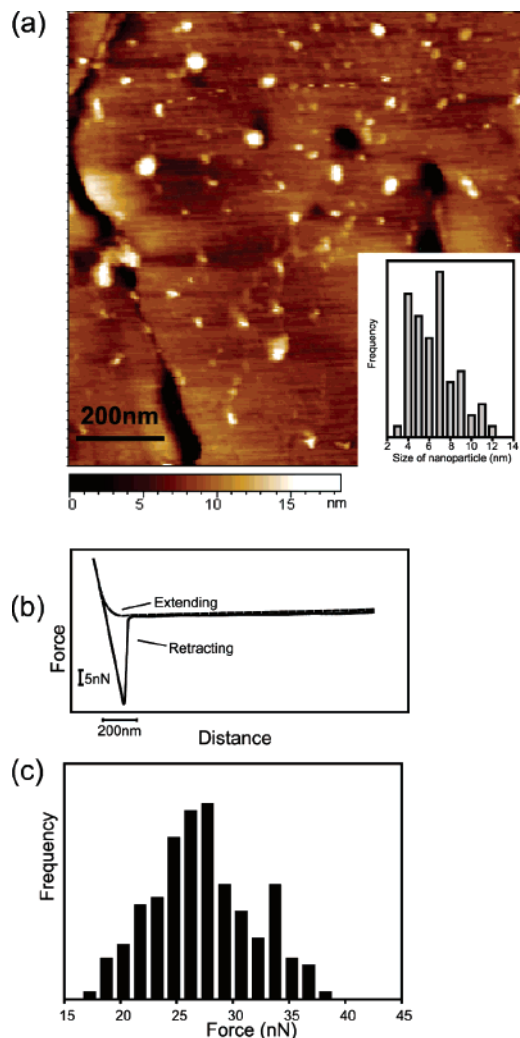 (a)
200nm
0 5 10 15 nm
Frequency
2 4 6 8 10 12 14
Size of nanoparticle (nm)
(b)
Extending
Retracting
Force
5nN
200nm
Distance
(c)
Frequency
15 20 25 30 35 40 45
Force (nN)